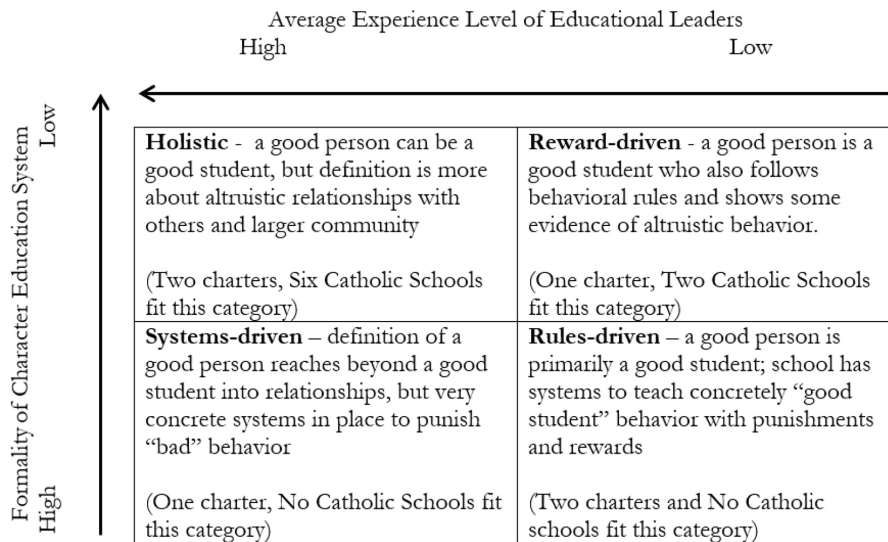 Average Experience Level of Educational Leaders
High
Low
Formality of Character Education System
Low
High
Holistic -  a good person can be a
good student, but definition is more
about altruistic relationships with
others and larger community
(Two charters, Six Catholic Schools
fit this category)
Reward-driven - a good person is a
good student who also follows
behavioral rules and shows some
evidence of altruistic behavior.
(One charter, Two Catholic Schools
fit this category)
Systems-driven – definition of a
good person reaches beyond a good
student into relationships, but very
concrete systems in place to punish
“bad” behavior
(One charter, No Catholic Schools fit
this category)
Rules-driven – a good person is
primarily a good student; school has
systems to teach concretely “good
student” behavior with punishments
and rewards
(Two charters and No Catholic
schools fit this category)